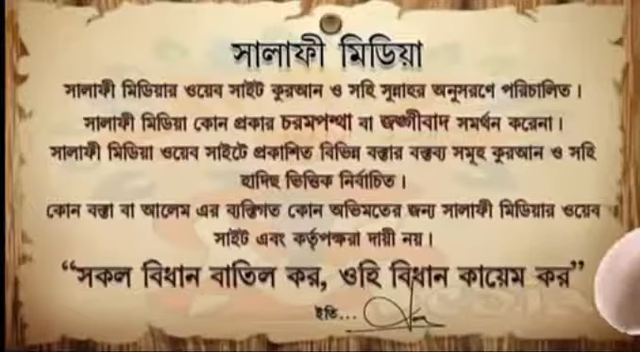 সালাফী মিডিয়া
সালাফী মিডিয়ার ওয়েব সাইট কুরআন ও সহি সুন্নাহর অনুসরণে পরিচালিত ।
সালাফী মিডিয়া কোন প্রকার চরমপন্থা বা জঙ্গীবাদ সমর্থন করেনা ।
সালাফী মিডিয়া ওয়েব সাইটে প্রকাশিত বিভিন্ন বক্তার বক্তব্য সমূহ কুরআন ও সহি
হাদিছ ভিত্তিক নির্বাচিত ।
কোন বক্তা বা আলেম এর ব্যক্তিগত কোন অভিমতের জন্য সালাফী মিডিয়ার ওয়েব
সাইট এবং কর্তৃপক্ষরা দায়ী নয় ।
“সকল বিধান বাতিল কর, ওহি বিধান কায়েম কর”
ইতি...